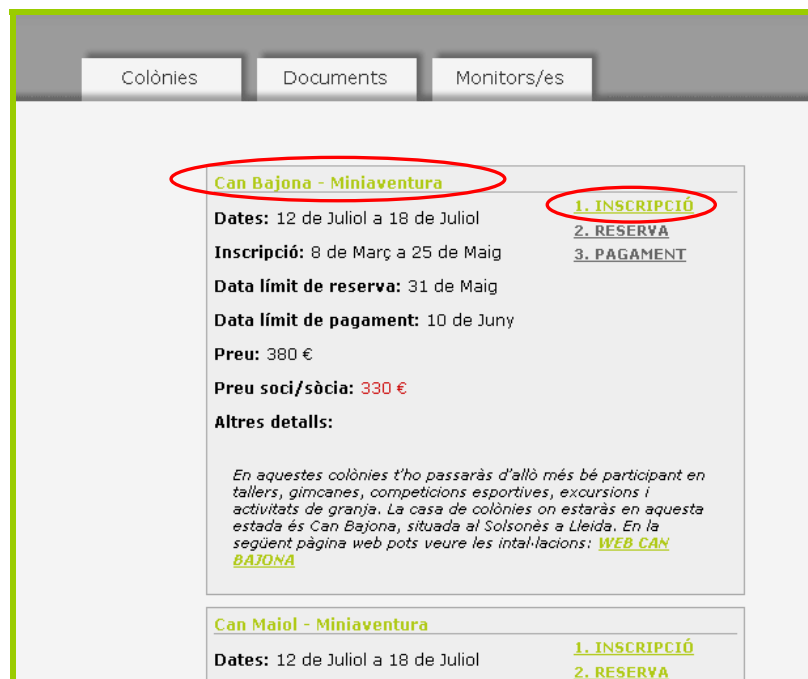 Colònies Documents Monitors/es
Can Bajona - Miniaventura
1. INSCRIPCIÓ
Dates: 12 de Juliol a 18 de Juliol
2. RESERVA
Inscripció: 8 de Març a 25 de Maig
3. PAGAMENT
Data límit de reserva: 31 de Maig
Data límit de pagament: 10 de Juny
Preu: 380 €
Preu soci/sòcia: 330 €
Altres detalls:
En aquestes colònies t'ho passaràs d'allò més bé participant en
tallers, gimcanes, competicions esportives, excursions i
activitats de granja. La casa de colònies on estaràs en aquesta
estada és Can Bajona, situada al Solsonès a Lleida. En la
següent pàgina web pots veure les intal·lacions: WEB CAN
BAJONA
Can Maiol - Miniaventura
1. INSCRIPCIÓ
Dates: 12 de Juliol a 18 de Juliol
2. RESERVA